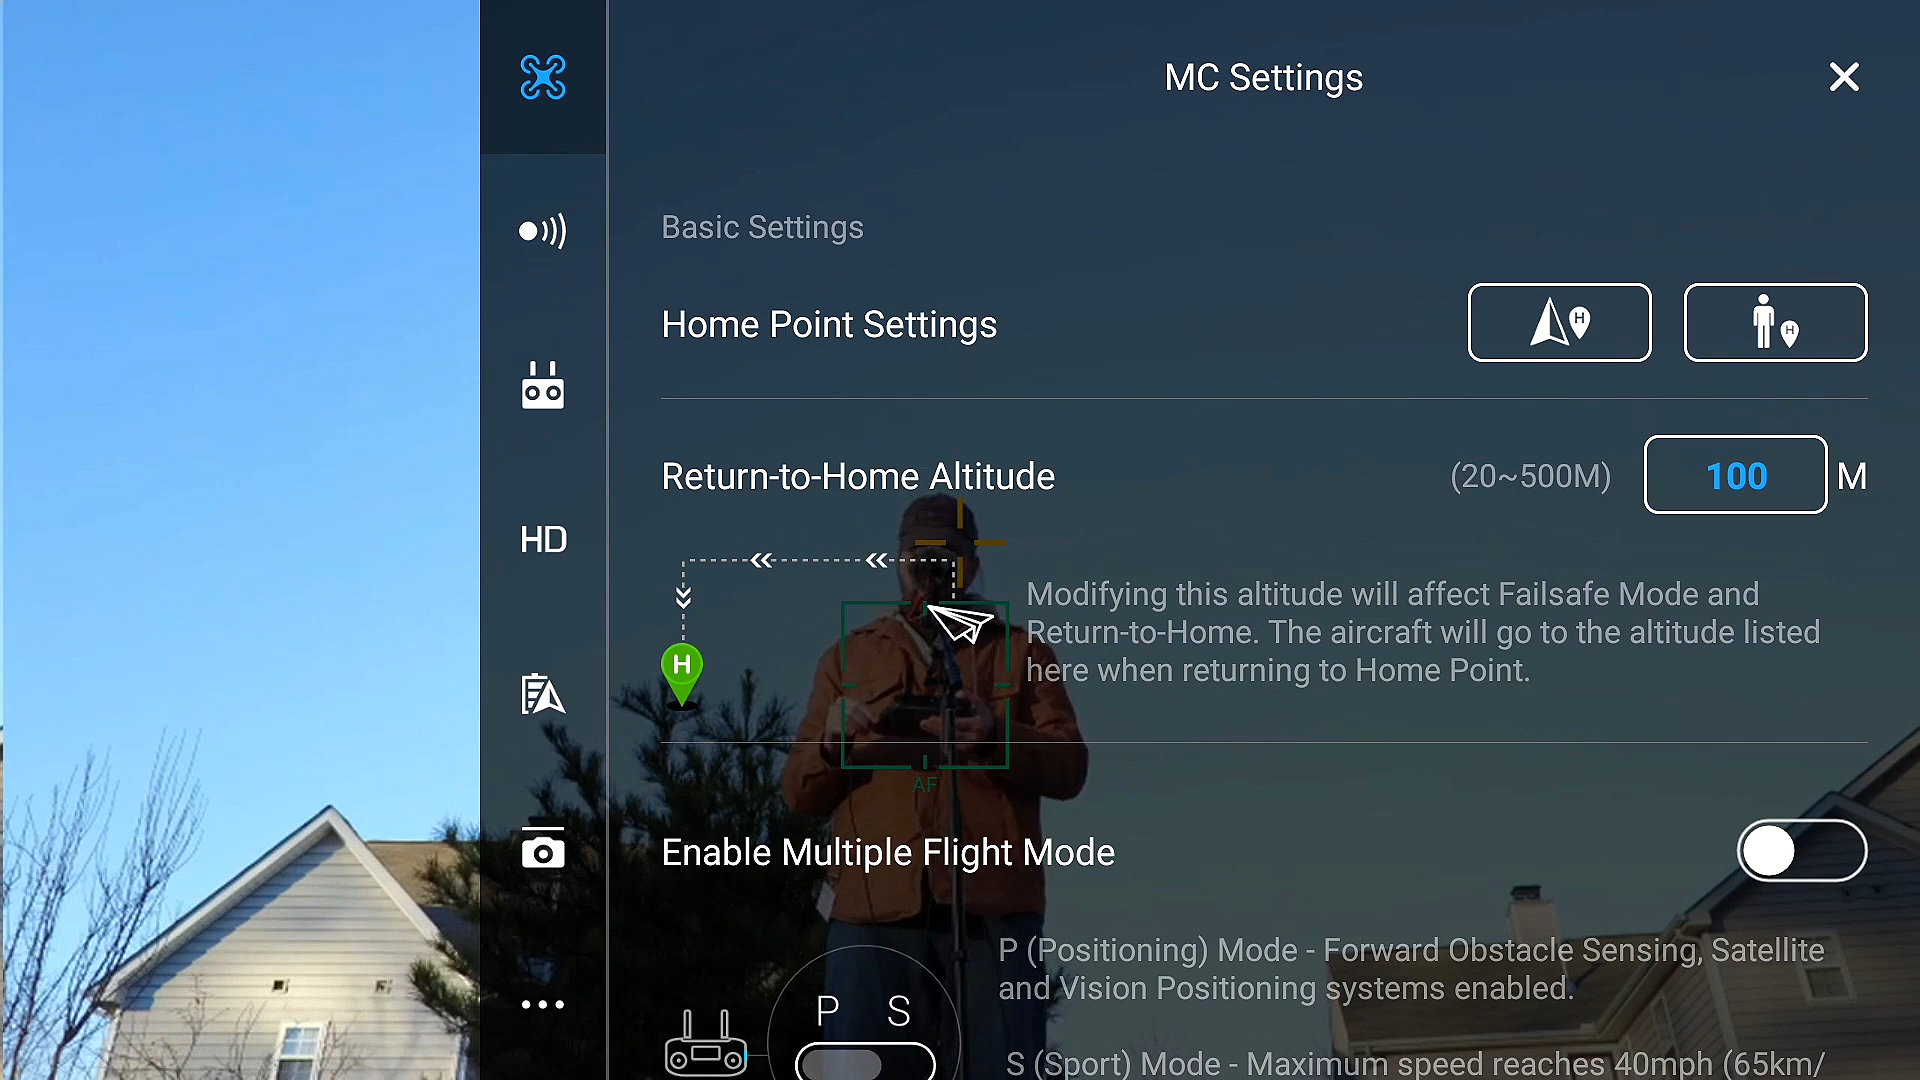 MC Settings
Basic Settings
Home Point Settings
H
H
Return-to-Home Altitude
(20~500M)
100
M
HD
H
Modifying this altitude will affect Failsafe Mode and
Return-to-Home. The aircraft will go to the altitude listed
here when returning to Home Point.
AF
Enable Multiple Flight Mode
P (Positioning) Mode - Forward Obstacle Sensing, Satellite
and Vision Positioning systems enabled.
P S
S (Sport) Mode - Maximum speed reaches 40mph (65km/